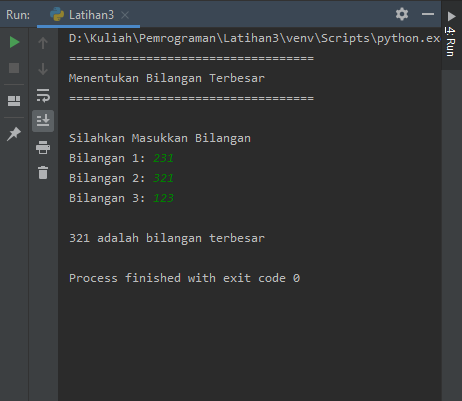 Run: Latihan3
D:\Kuliah\Pemrograman\Latihan3\venv\Scripts\python.ex
===================================
Menentukan Bilangan Terbesar
===================================
Silahkan Masukkan Bilangan
Bilangan 1: 231
Bilangan 2: 321
Bilangan 3: 123
321 adalah bilangan terbesar
Process finished with exit code 0
4: Run